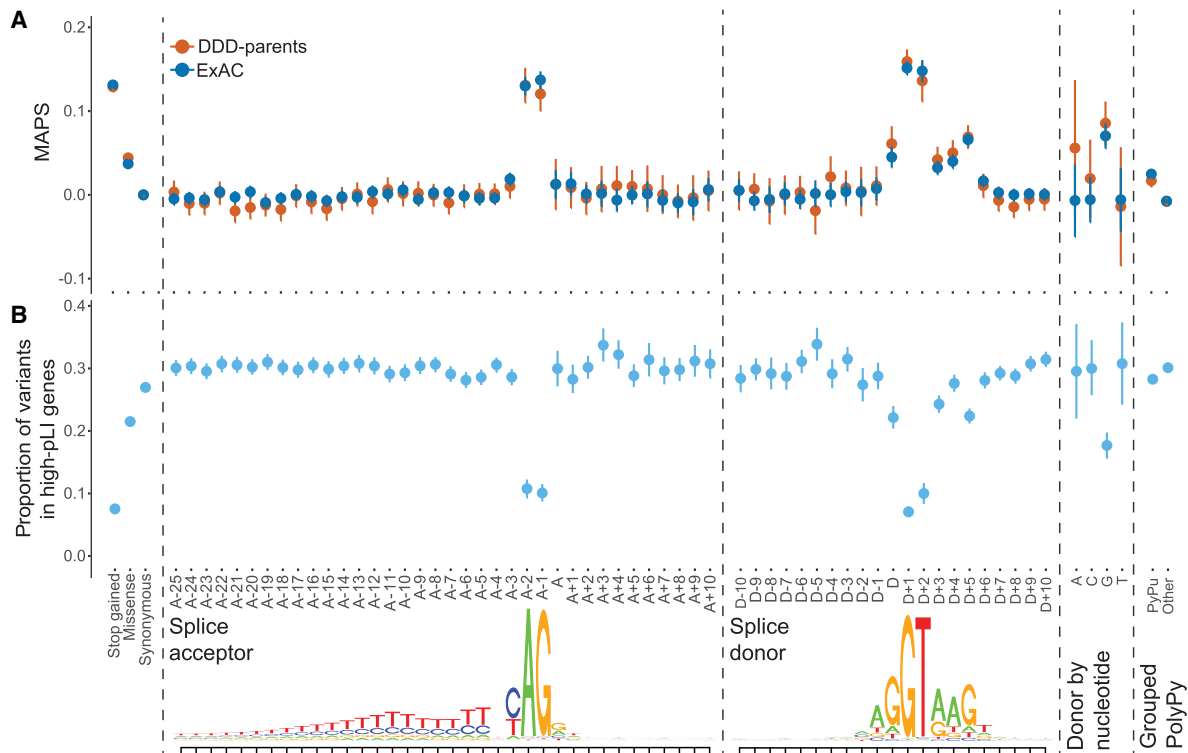 A
0.2
DDD-parents
ExAC
0.1
MAPS
0.0
-0.1
B
0.4
0.3
Proportion of variants
in high-pLI genes
0.2
0.1
0.0
Stop gained
Missense
Synonymous
A-25
A-24
A-23
A-22
A-21
A-20
A-19
A-18
A-17
A-16
A-15
A-14
A-13
A-12
A-11
A-10
A-9
A-8
A-7
A-6
A-5
A-4
A-3
A-2
A-1
A
A+1
A+2
A+3
A+4
A+5
A+6
A+7
A+8
A+9
A+10
D-10
D-9
D-8
D-7
D-6
D-5
D-4
D-3
D-2
D-1
D
D+1
D+2
D+3
D+4
D+5
D+6
D+7
D+8
D+9
D+10
A
C
G
T
PyPu
Other
Splice
acceptor
Splice
donor
Donor by
nucleotide
Grouped
PolyPy
C A G
A G G T A A G